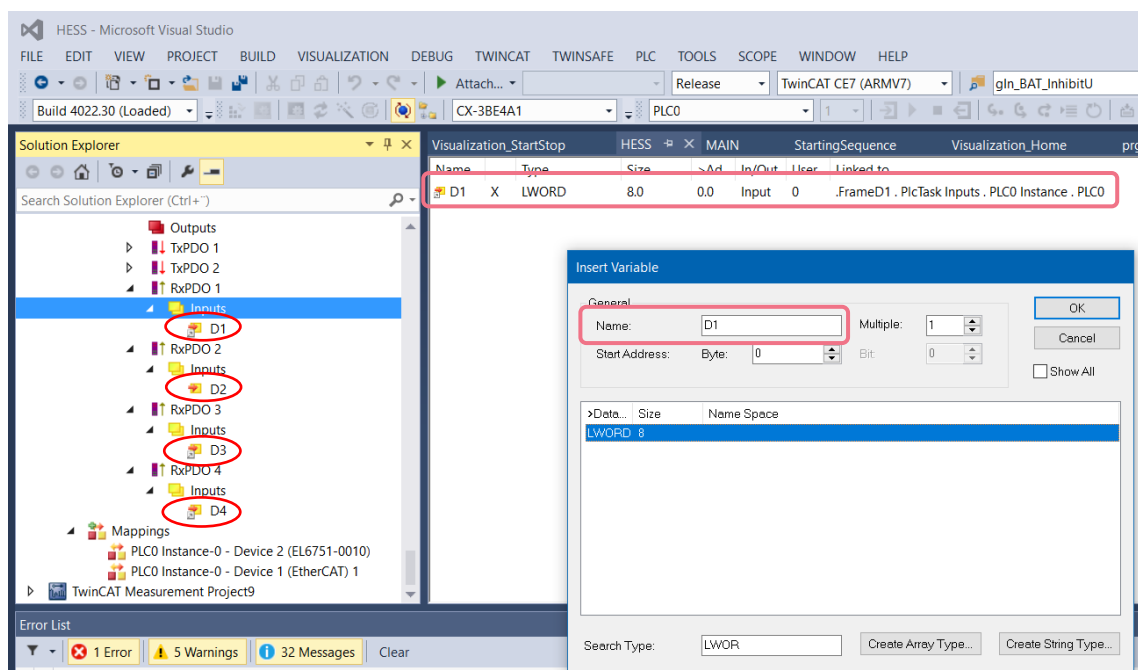 HESS - Microsoft Visual Studio
FILE EDIT VIEW PROJECT BUILD VISUALIZATION DEBUG TWINCAT TWINSAFE PLC TOOLS SCOPE WINDOW HELP
Attach... Release TwinCAT CE7 (ARMV7) gIn_BAT_InhibitU
Build 4022.30 (Loaded) CX-3BE4A1 PLC0 1
Solution Explorer
Search Solution Explorer (Ctrl+¨)
Outputs
TxPDO 1
TxPDO 2
RxPDO 1
Inputs
D1
RxPDO 2
Inputs
D2
RxPDO 3
Inputs
D3
RxPDO 4
Inputs
D4
Mappings
PLC0 Instance-0 - Device 2 (EL6751-0010)
PLC0 Instance-0 - Device 1 (EtherCAT) 1
TwinCAT Measurement Project9
Visualization_StartStop HESS MAIN StartingSequence Visualization_Home prg
Name Type Size >Ad... In/Out User Linked to
D1 X LWORD 8.0 0.0 Input 0 .FrameD1 . PlcTask Inputs . PLC0 Instance . PLC0
Insert Variable
General
Name: D1 Multiple: 1
Start Address: Byte: 0 Bit: 0
OK
Cancel
Show All
>Data... Size Name Space
LWORD 8
Search Type: LWOR Create Array Type... Create String Type...
Error List
1 Error 5 Warnings 32 Messages Clear